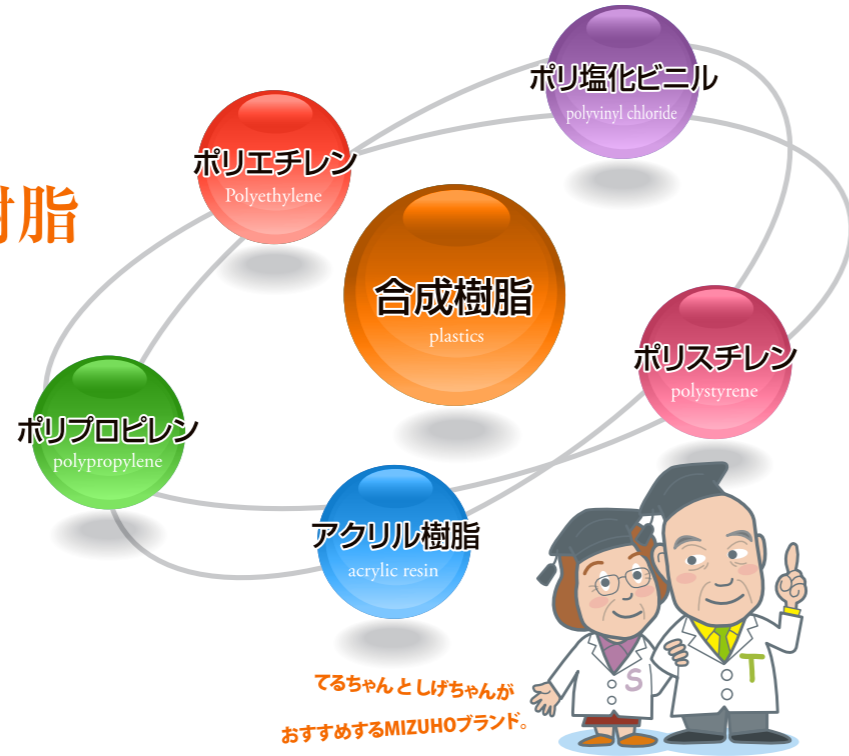 ポリ塩化ビニル
polyvinyl chloride
ポリエチレン
Polyethylene
樹脂
合成樹脂
plastics
ポリスチレン
polystyrene
ポリプロピレン
polypropylene
アクリル樹脂
acrylic resin
てるちゃんとしげちゃんが
おすすめするMIZUHOブランド。
S
T